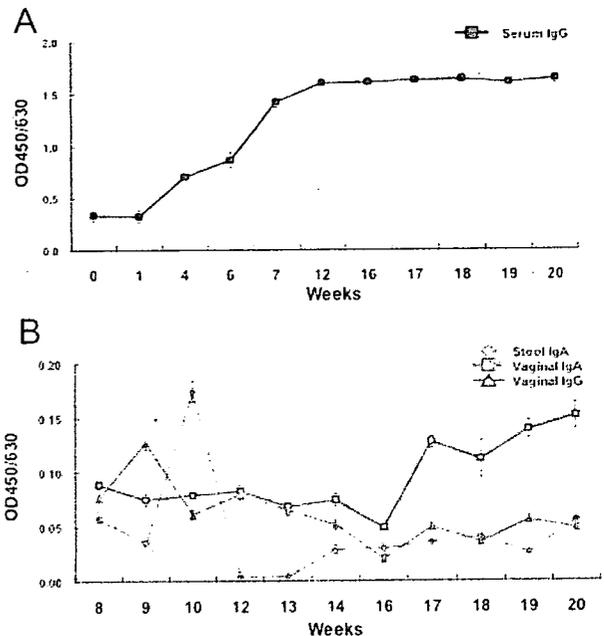 A
Serum IgG
2.0
1.5
1.0
0.5
0.0
OD450/630
0 1 4 6 7 12 16 17 18 19 20
Weeks
B
Stool IgA
Vaginal IgA
Vaginal IgG
0.20
0.15
0.10
0.05
0.00
OD450/630
8 9 10 12 13 14 16 17 18 19 20
Weeks